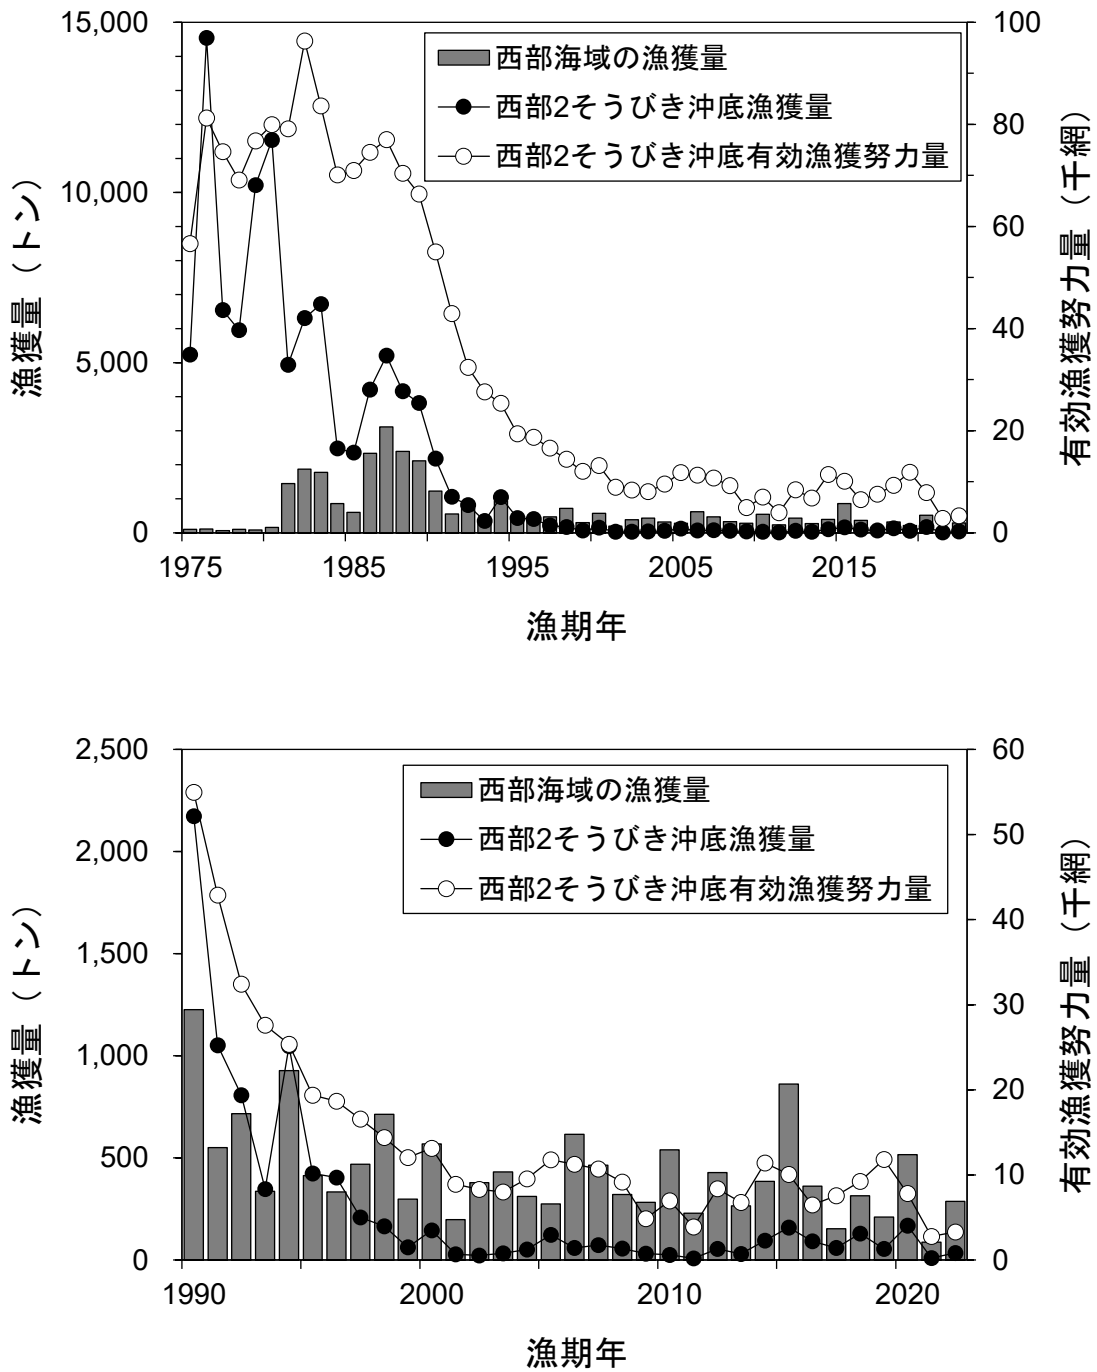 15,000
10,000
5,000
0
100
80
60
40
20
0
西部海域の漁獲量
西部2そうびき沖底漁獲量
西部2そうびき沖底有効漁獲努力量
漁獲量（トン）
有効漁獲努力量（千網）
1975
1985
1995
2005
2015
漁期年
2,500
2,000
1,500
1,000
500
0
60
50
40
30
20
10
0
西部海域の漁獲量
西部2そうびき沖底漁獲量
西部2そうびき沖底有効漁獲努力量
漁獲量（トン）
有効漁獲努力量（千網）
1990
2000
2010
2020
漁期年